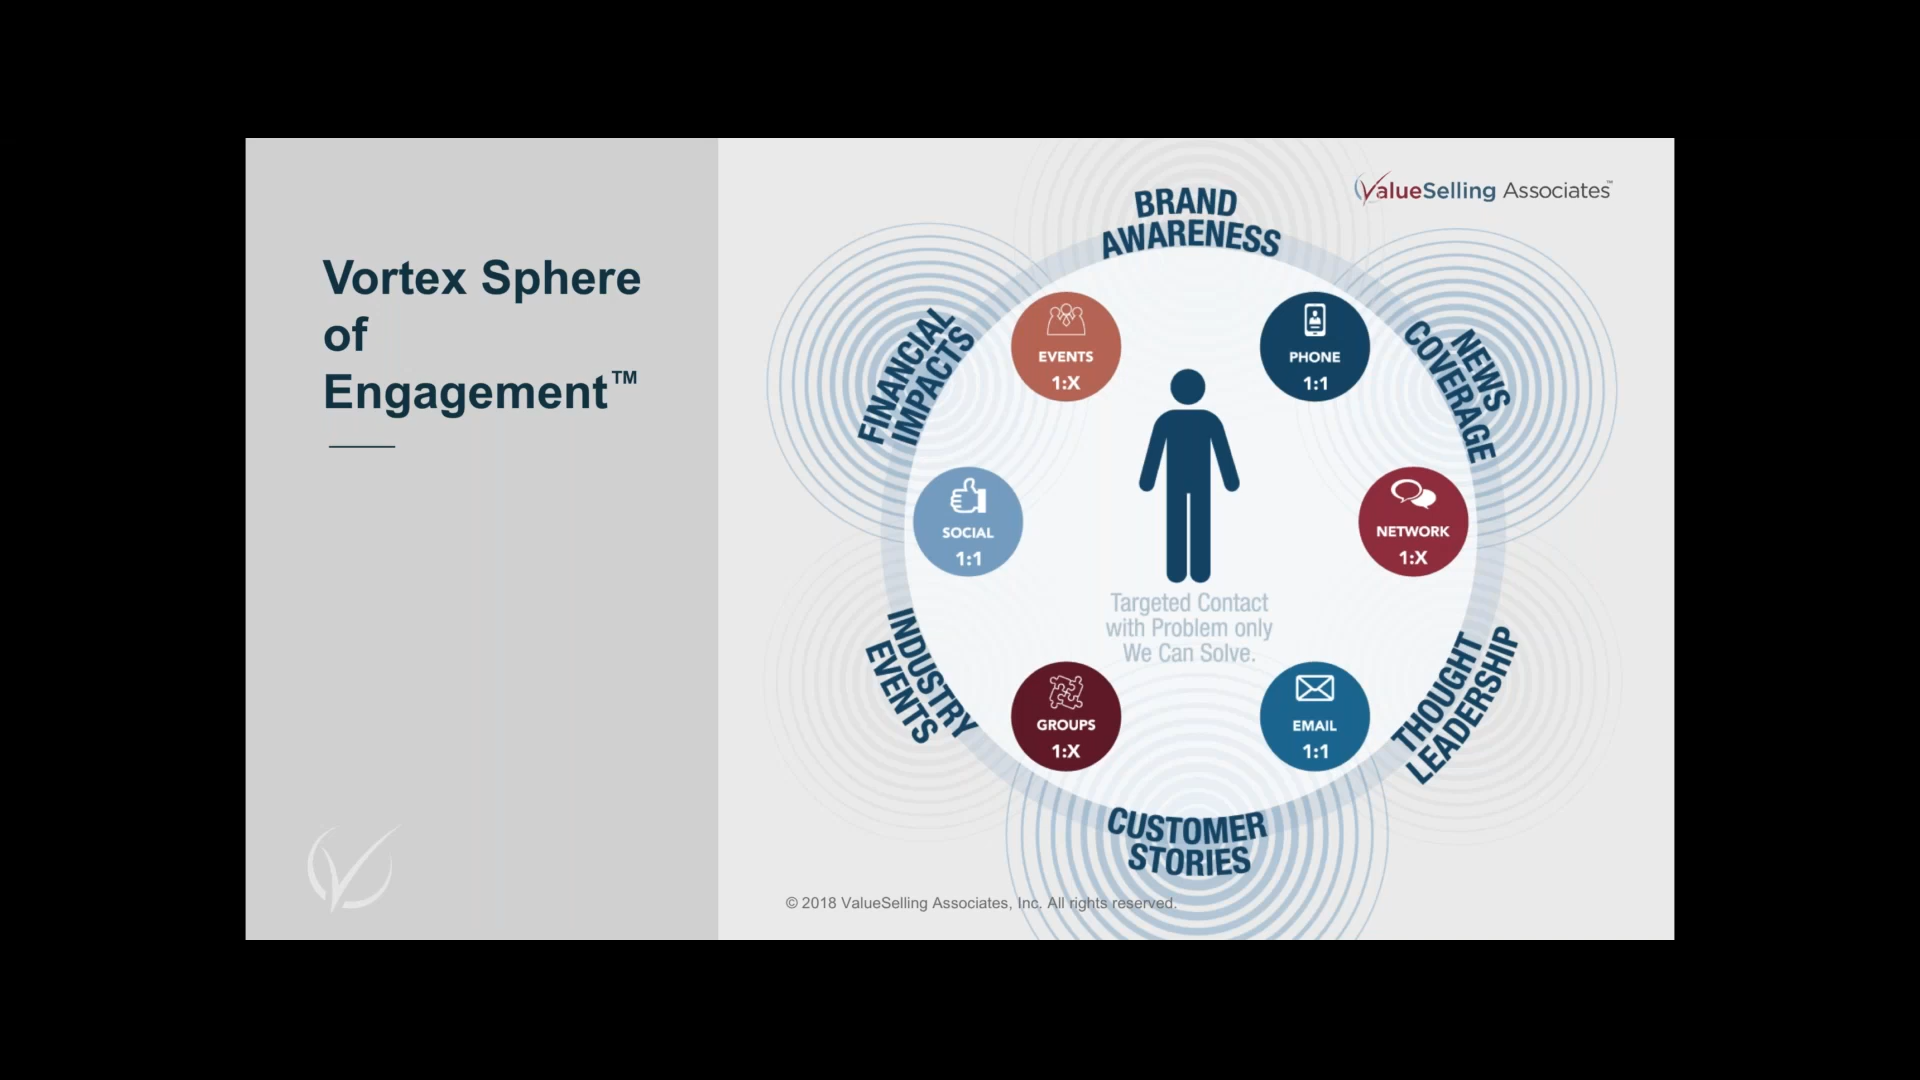 Vortex Sphere
of
Engagement™
ValueSelling Associates™
BRAND
AWARENESS
FINANCIAL
IMPACTS
EVENTS
1:X
PHONE
1:1
NEWS
COVERAGE
SOCIAL
1:1
NETWORK
1:X
Targeted Contact
with Problem only
We Can Solve.
INDUSTRY
EVENTS
GROUPS
1:X
EMAIL
1:1
THOUGHT
LEADERSHIP
CUSTOMER
STORIES
© 2018 ValueSelling Associates, Inc. All rights reserved.